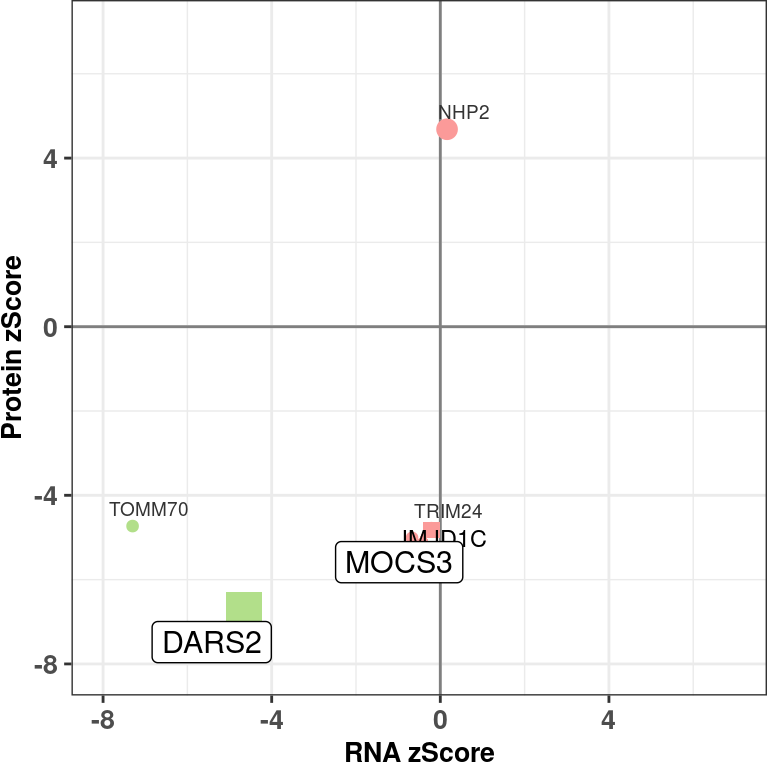 NHP2
4
Protein zScore
0
-4
TOMM70
TRIM24
MOCS3
DARS2
-8
-8
-4
0
4
RNA zScore